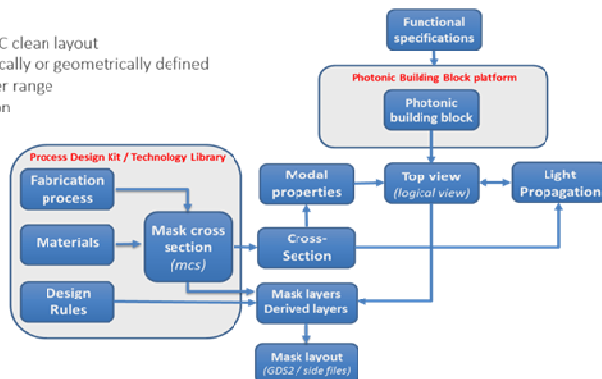 C clean layout
cally or geometrically defined
er range
an
Functional
specifications
Photonic Building Block platform
Photonic
building block
Process Design Kit / Technology Library
Fabrication
process
Materials
Design
Rules
Mask cross
section
(mcs)
Modal
properties
Cross-
Section
Top view
(logical view)
Light
Propagation
Mask layers
Derived layers
Mask layout
(GDS2 / side files)